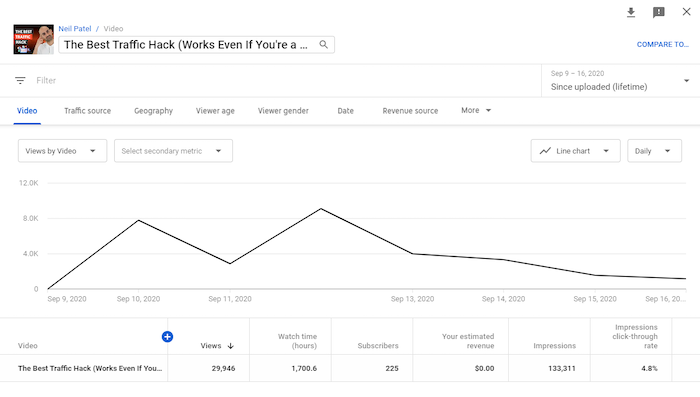 THE BEST
TRAFFIC
HACK
Neil Patel / Video
The Best Traffic Hack (Works Even If You're a ...
COMPARE TO...
Filter
Sep 9 – 16, 2020
Since uploaded (lifetime)
Video Traffic source Geography Viewer age Viewer gender Date Revenue source More
Views by Video Select secondary metric Line chart Daily
12.0K
8.0K
4.0K
0
Sep 9, 2020 Sep 10, 2020 Sep 11, 2020 Sep 13, 2020 Sep 14, 2020 Sep 15, 2020 Sep 16, 20...
Video Views Watch time (hours) Subscribers Your estimated revenue Impressions Impressions click-through rate
The Best Traffic Hack (Works Even If You... 29,946 1,700.6 225 $0.00 133,311 4.8%